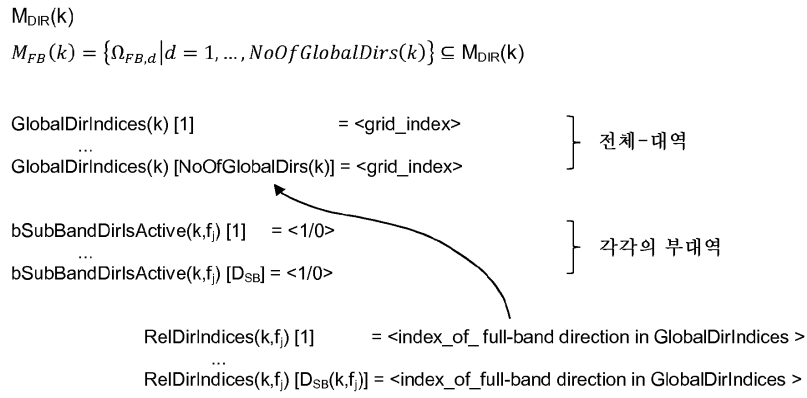 M_DIR(k)
M_FB(k) = {Ω_FB,d|d = 1, …, NoOfGlobalDirs(k)} ⊆ M_DIR(k)
GlobalDirIndices(k) [1] = <grid_index>
...
GlobalDirIndices(k) [NoOfGlobalDirs(k)] = <grid_index>
전체-대역
bSubBandDirIsActive(k,f_j) [1] = <1/0>
...
bSubBandDirIsActive(k,f_j) [D_SB] = <1/0>
각각의 부대역
RelDirIndices(k,f_j) [1] = <index_of_ full-band direction in GlobalDirIndices >
...
RelDirIndices(k,f_j) [D_SB(k,f_j)] = <index_of_full-band direction in GlobalDirIndices >